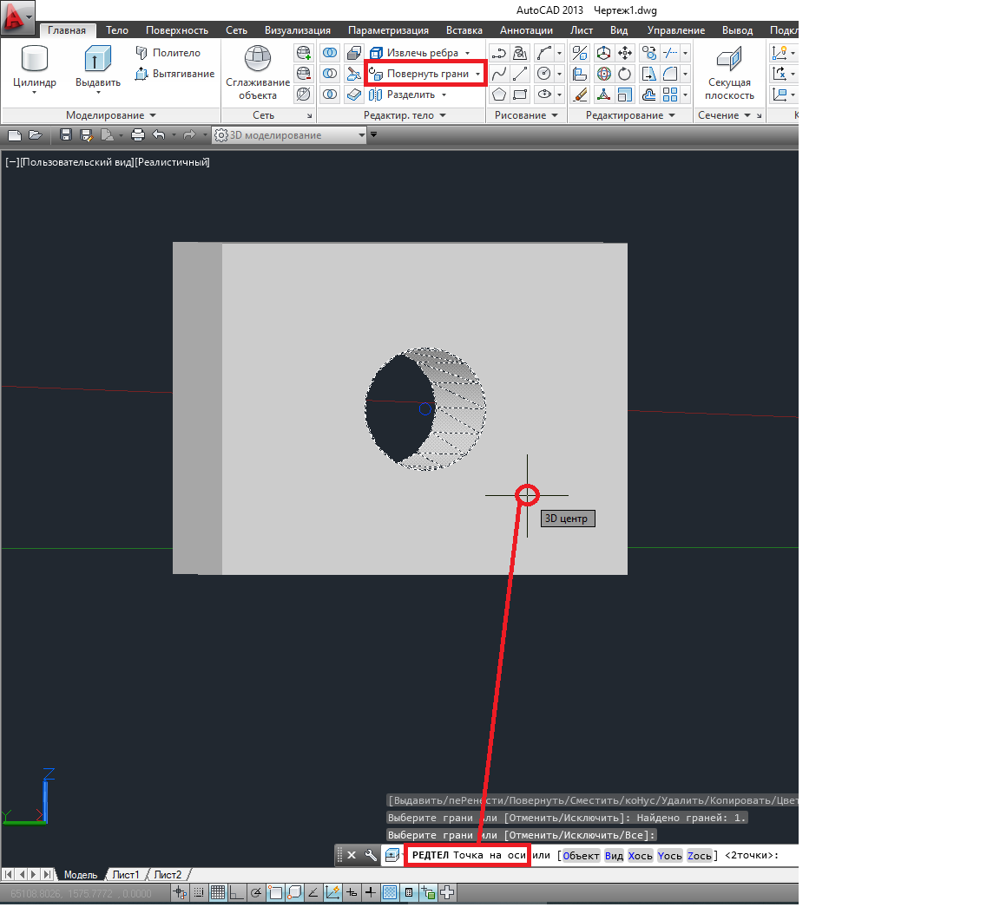 AutoCAD 2013 Чертеж1.dwg
Главная Тело Поверхность Сеть Визуализация Параметризация Вставка Аннотации Лист Вид Управление Вывод Подкл
Цилиндр
Выдавить
Политело
Вытягивание
Моделирование
Сглаживание
объекта
Сеть
Извлечь ребра
Повернуть грани
Разделить
Редактир. тело
Рисование
Редактирование
Секущая
плоскость
Сечение
К
3D моделирование
[−][Пользовательский вид][Реалистичный]
3D центр
Z
Y
X
[Выдавить/пеРенести/Повернуть/Сместить/коНус/Удалить/Копировать/Цвет
Выберите грани или [Отменить/Исключить]: Найдено граней: 1.
Выберите грани или [Отменить/Исключить/Все]:
РЕДТЕЛ Точка на оси или [Объект Вид Xось Yось Zось] <2точки>:
Модель Лист1 Лист2
65108.8026, 1575.7772 , 0.0000